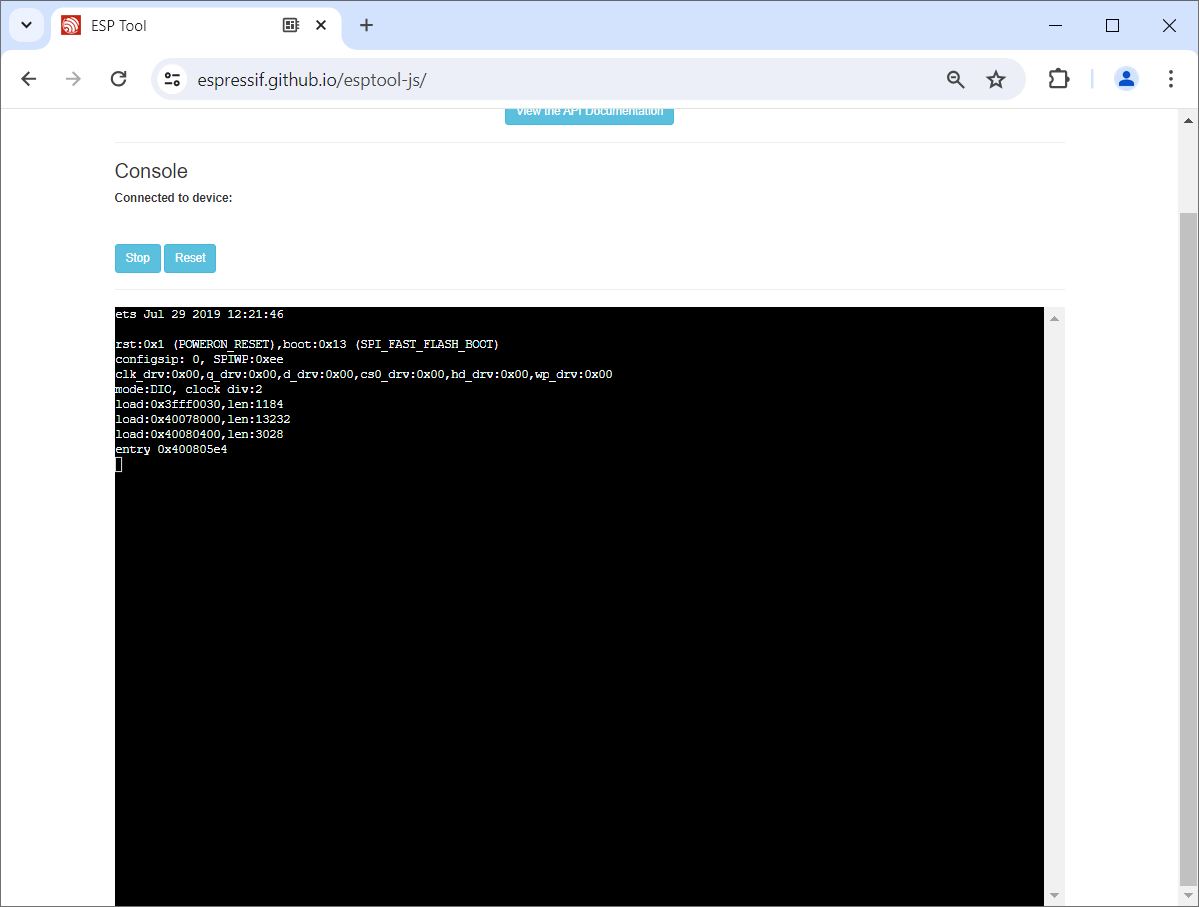 ESP Tool
espressif.github.io/esptool-js/
View the API Documentation
Console
Connected to device:
Stop Reset
ets Jul 29 2019 12:21:46
rst:0x1 (POWERON_RESET),boot:0x13 (SPI_FAST_FLASH_BOOT)
configsip: 0, SPIWP:0xee
clk_drv:0x00,q_drv:0x00,d_drv:0x00,cs0_drv:0x00,hd_drv:0x00,wp_drv:0x00
mode:DIO, clock div:2
load:0x3fff0030,len:1184
load:0x40078000,len:13232
load:0x40080400,len:3028
entry 0x400805e4